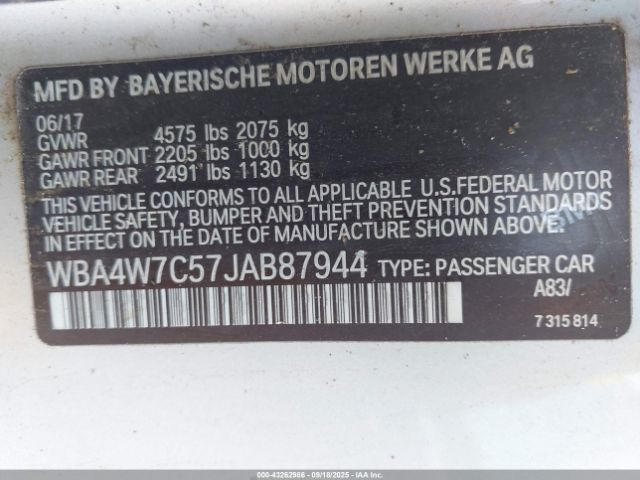 MFD BY BAYERISCHE MOTOREN WERKE AG
06/17
GVWR 4575 lbs 2075 kg
GAWR FRONT 2205 lbs 1000 kg
GAWR REAR 2491 lbs 1130 kg
THIS VEHICLE CONFORMS TO ALL APPLICABLE U.S.FEDERAL MOTOR
VEHICLE SAFETY, BUMPER AND THEFT PREVENTION STANDARDS
IN EFFECT ON THE DATE OF MANUFACTURE SHOWN ABOVE.
WBA4W7C57JAB87944 TYPE: PASSENGER CAR
A83/
7 315 814
000-43262986 - 09/18/2025 - IAAI.com